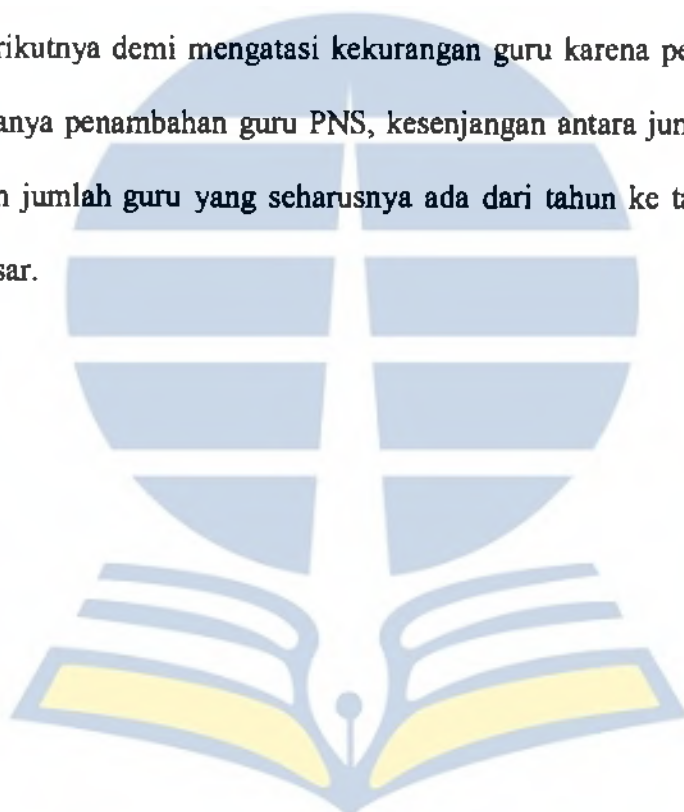 rikutnya demi mengatasi kekurangan guru karena pe
anya penambahan guru PNS, kesenjangan antara jun
n jumlah guru yang seharusnya ada dari tahun ke ta
sar.